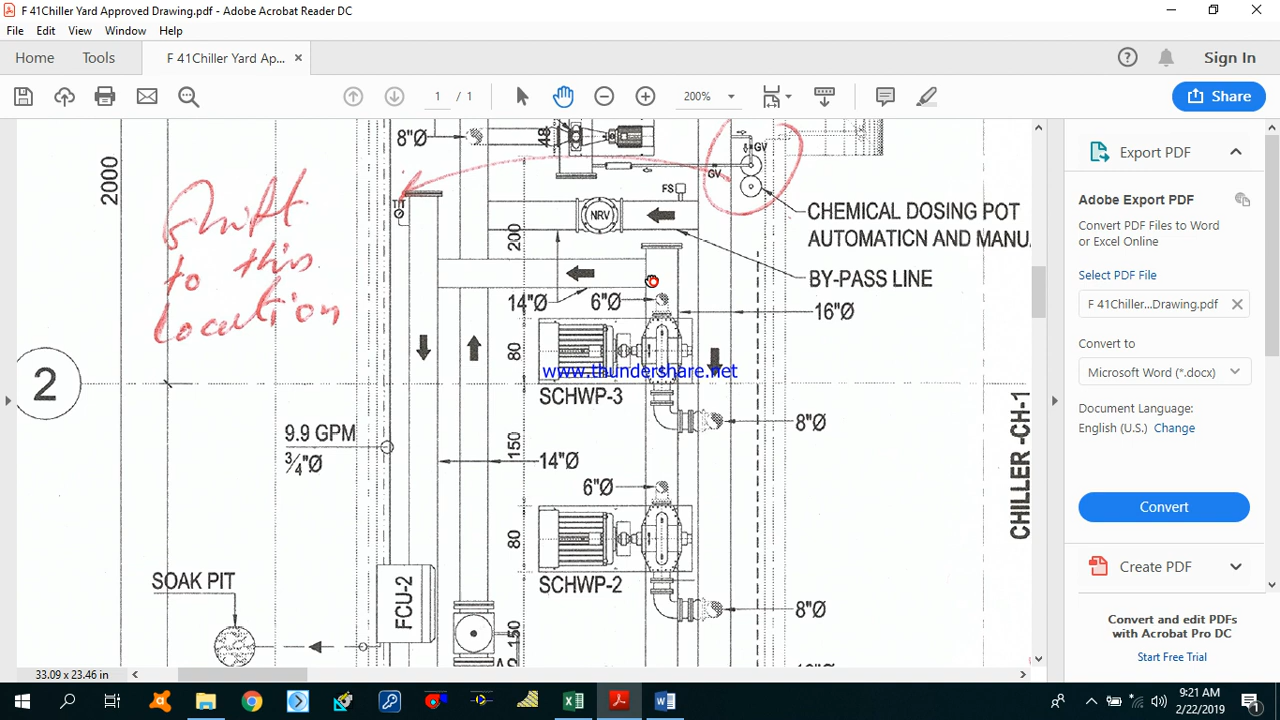 F 41Chiller Yard Approved Drawing.pdf - Adobe Acrobat Reader DC
File Edit View Window Help
Home Tools F 41Chiller Yard Ap... × Sign In
1 / 1 200% Share
8"Ø
48
GV
GV
2000
FS
TT
NRV
CHEMICAL DOSING POT
AUTOMATICN AND MANU
Shift
to this
location
200
BY-PASS LINE
14"Ø
6"Ø
16"Ø
80
www.thundershare.net
2
SCHWP-3
8"Ø
9.9 GPM
¾"Ø
150
14"Ø
6"Ø
CHILLER -CH-1
80
SOAK PIT
SCHWP-2
FCU-2
8"Ø
150
33.09 x 23.46 in
Export PDF
Adobe Export PDF
Convert PDF Files to Word
or Excel Online
Select PDF File
F 41Chiller...Drawing.pdf
Convert to
Microsoft Word (*.docx)
Document Language:
English (U.S.) Change
Convert
Create PDF
Convert and edit PDFs
with Acrobat Pro DC
Start Free Trial
9:21 AM
2/22/2019